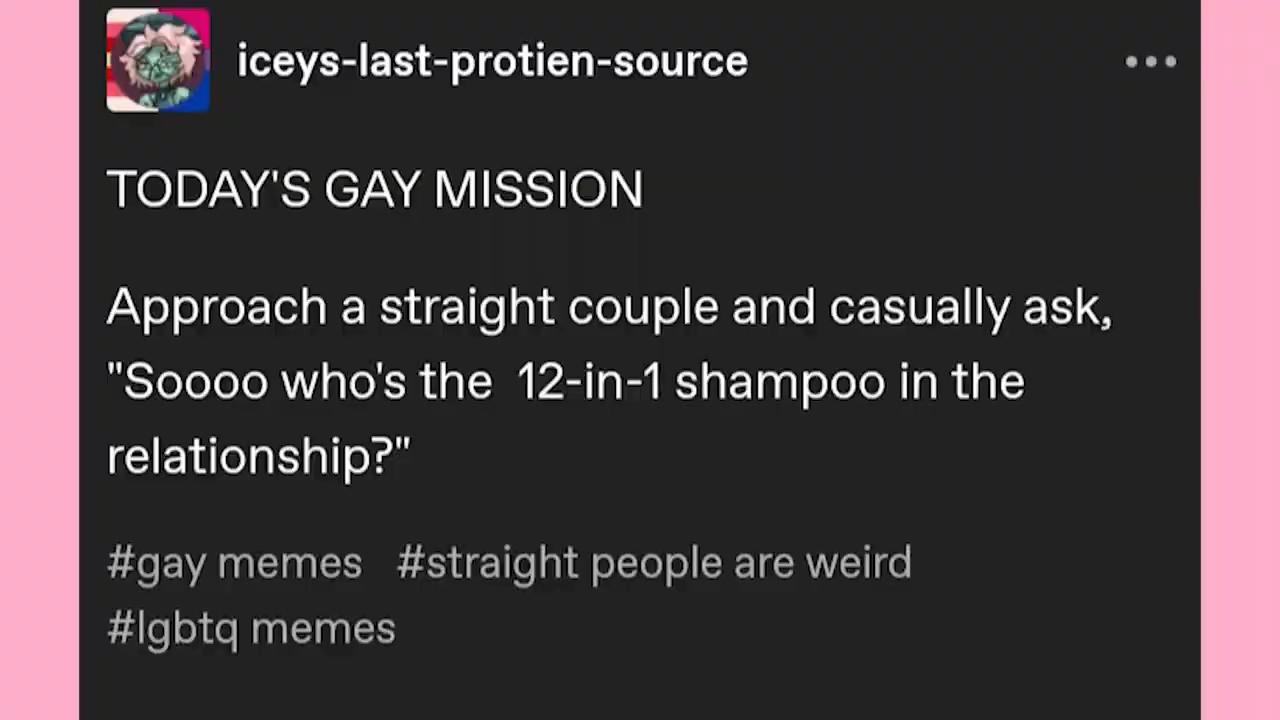 iceys-last-protien-source
TODAY'S GAY MISSION
Approach a straight couple and casually ask,
"Soooo who's the  12-in-1 shampoo in the
relationship?"
#gay memes #straight people are weird
#lgbtq memes